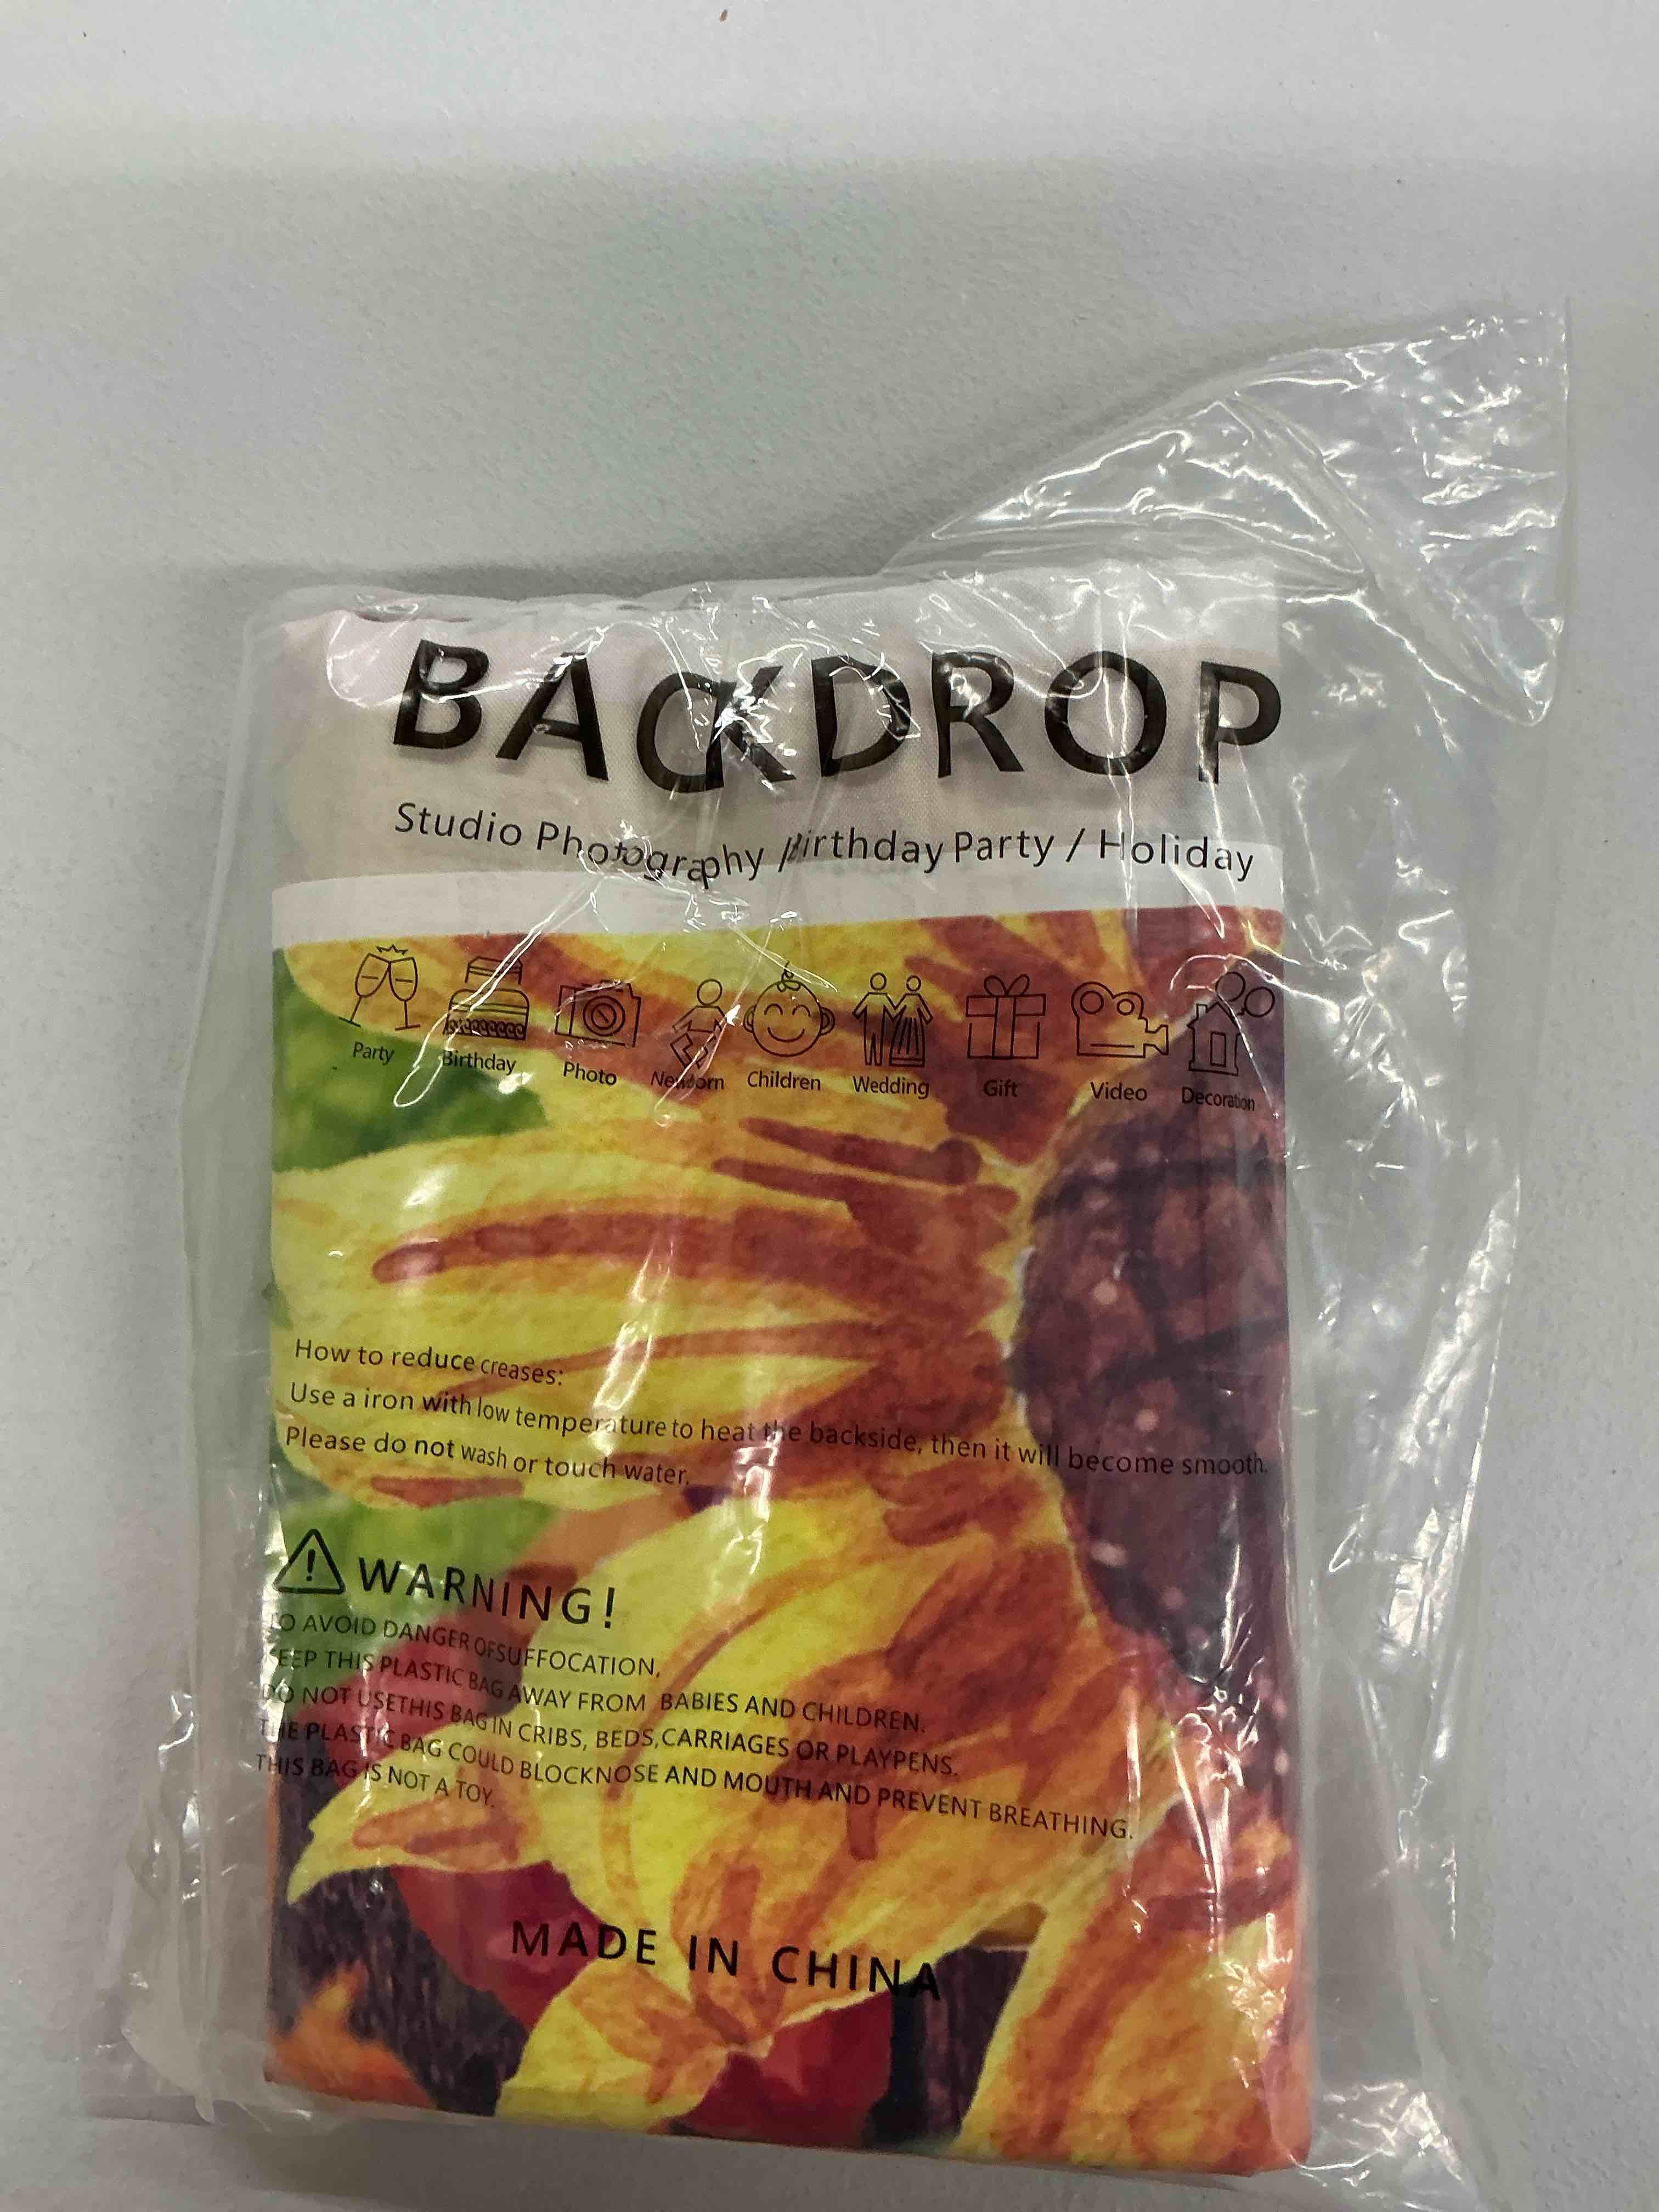 BACKDROP
Studio Photography / Birthday Party / Holiday
Party Birthday Photo Newborn Children Wedding Gift Video Decoration
How to reduce creases:
Use a iron with low temperature to heat the backside, then it will become smooth.
Please do not wash or touch water.
WARNING!
TO AVOID DANGER OFSUFFOCATION,
KEEP THIS PLASTIC BAG AWAY FROM BABIES AND CHILDREN.
DO NOT USETHIS BAG IN CRIBS, BEDS,CARRIAGES OR PLAYPENS.
THE PLASTIC BAG COULD BLOCKNOSE AND MOUTH AND PREVENT BREATHING.
THIS BAG IS NOT A TOY.
MADE IN CHINA